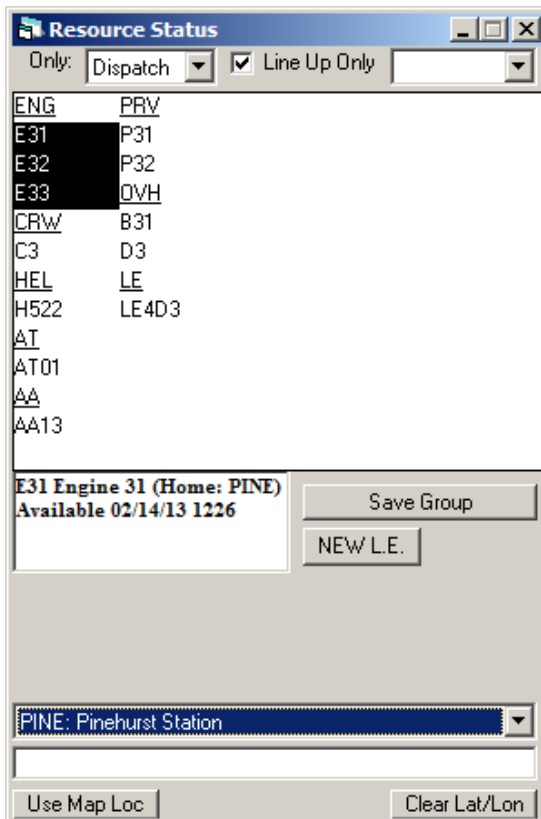 Resource Status
Only: Dispatch Line Up Only
ENG PRV
E31 P31
E32 P32
E33 OVH
CRW B31
C3 D3
HEL LE
H522 LE4D3
AT
AT01
AA
AA13
E31 Engine 31 (Home: PINE)
Available 02/14/13 1226
Save Group
NEW L.E.
PINE: Pinehurst Station
Use Map Loc Clear Lat/Lon